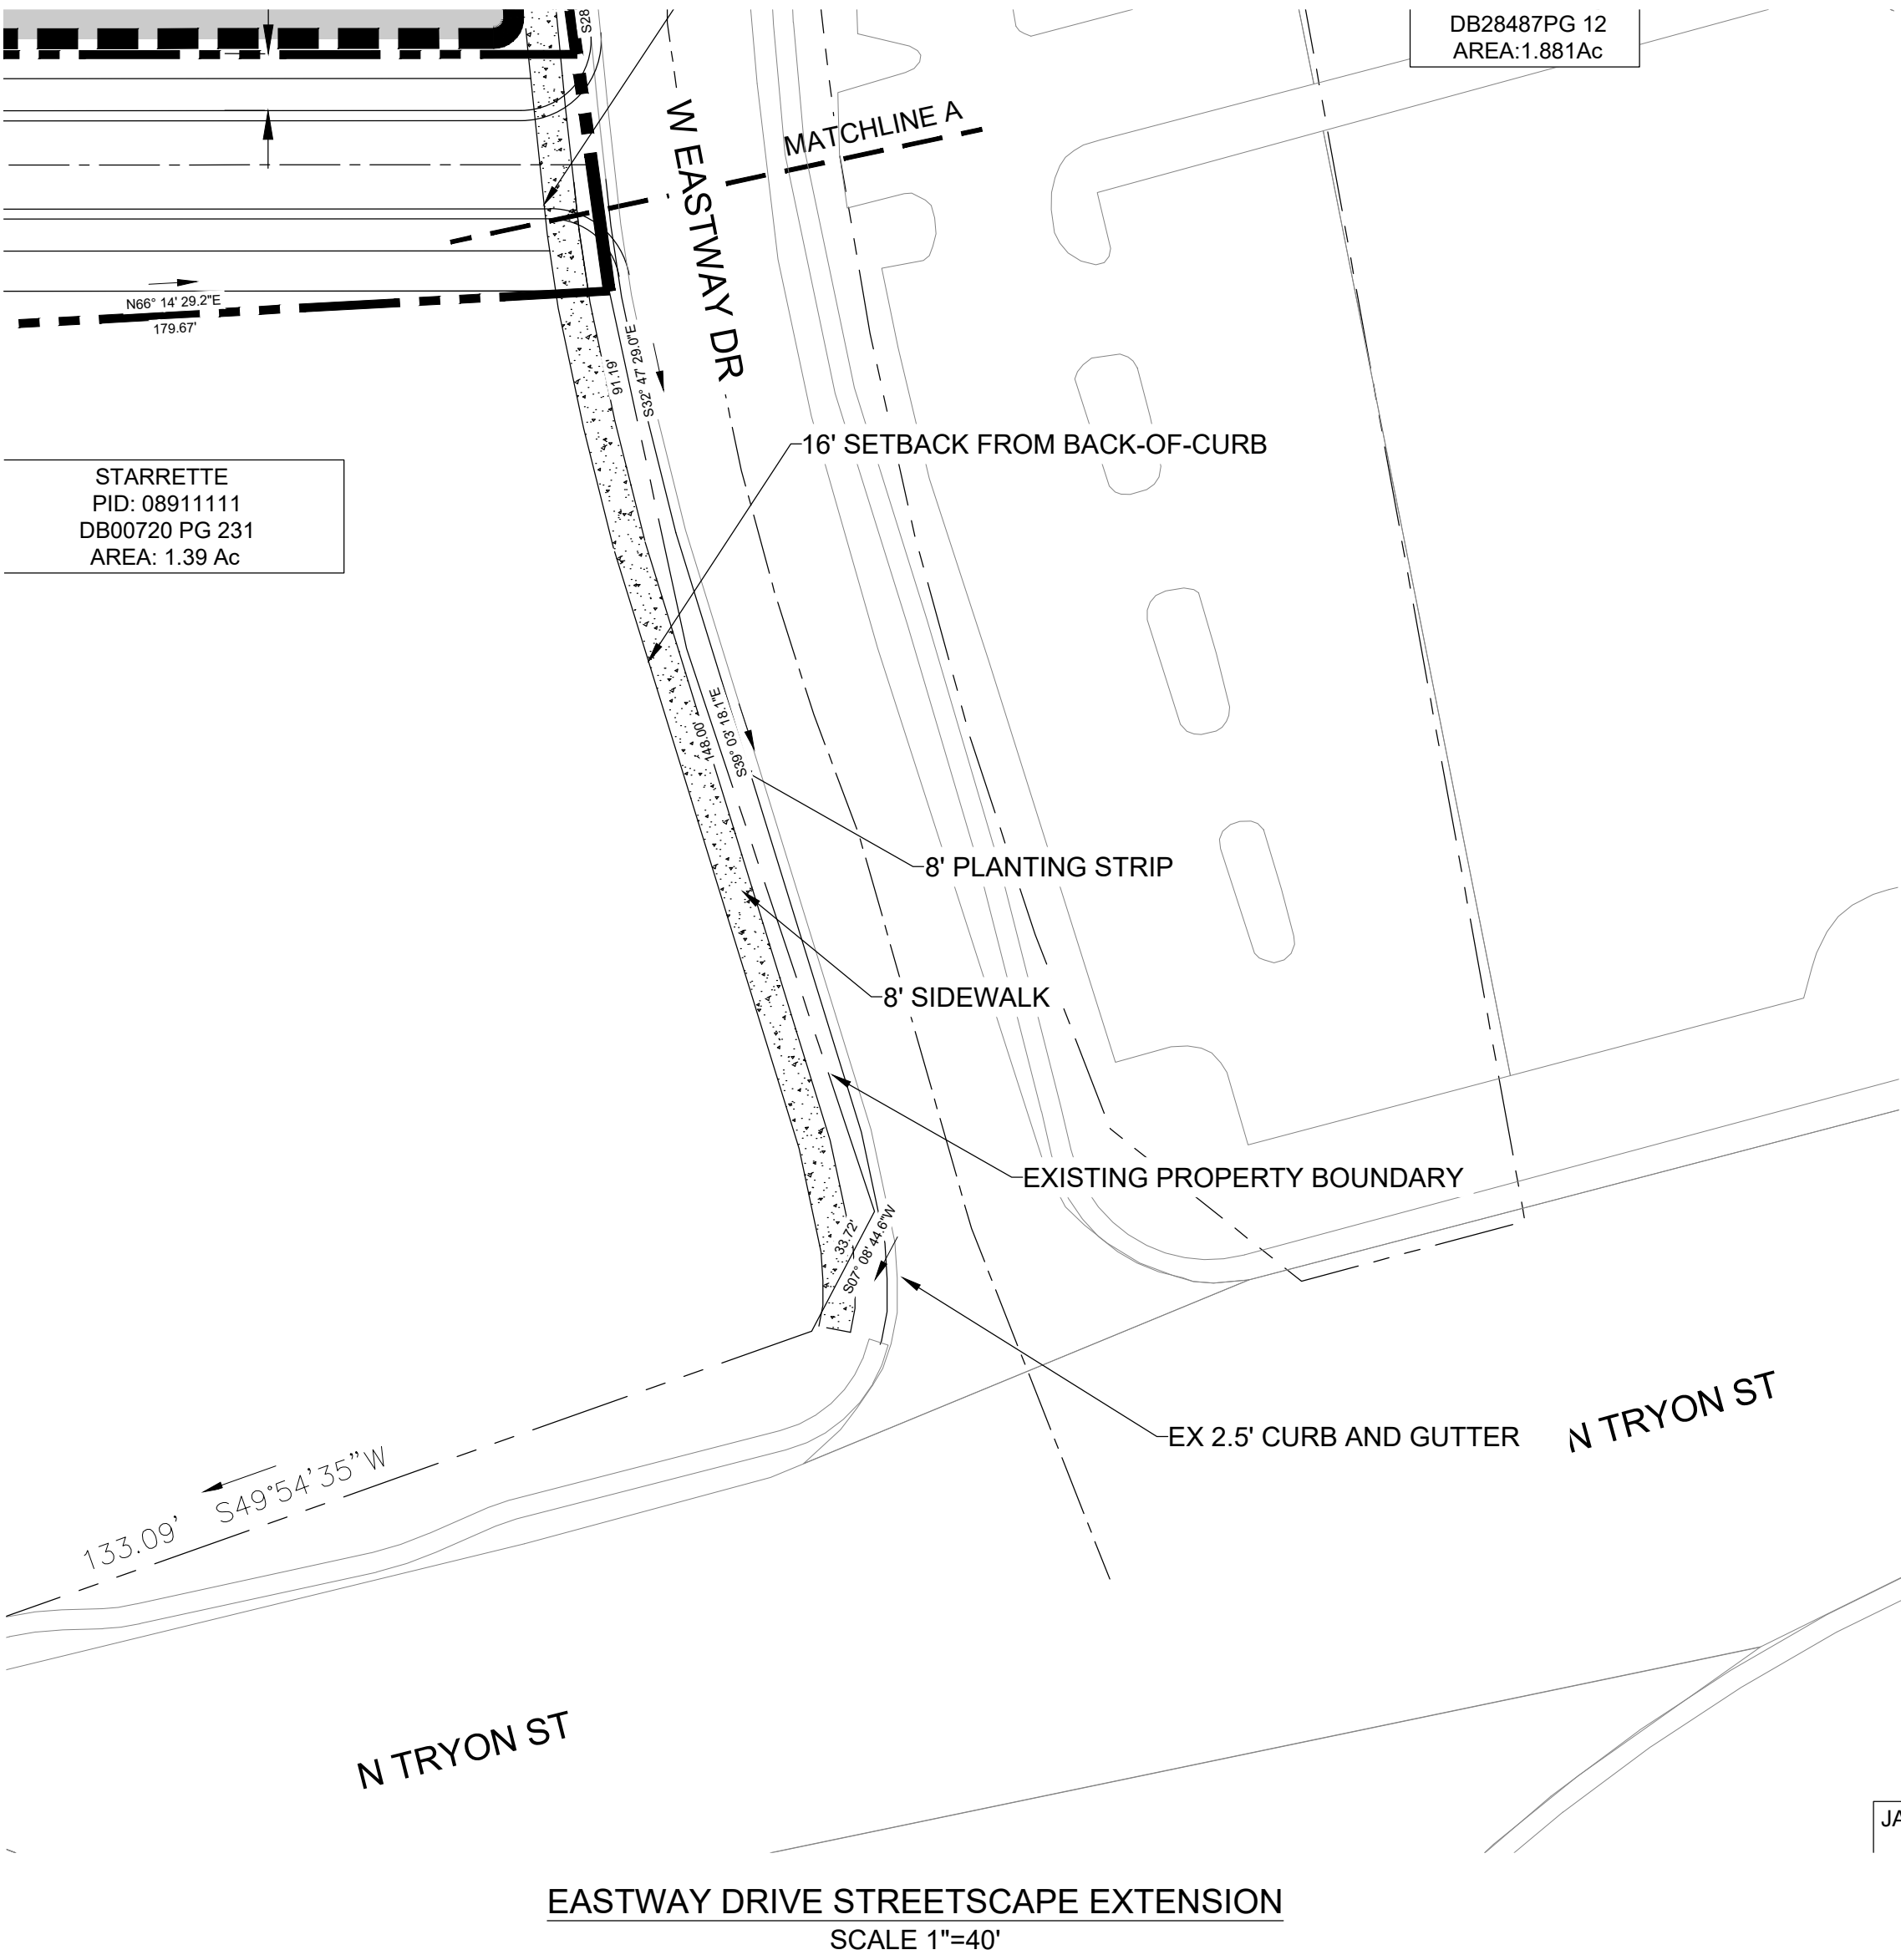 S28
DB28487PG 12
AREA:1.881Ac
MATCHLINE A
W EASTWAY DR
N66° 14' 29.2"E
179.67'
S32° 47' 29.0"E
91.19'
16' SETBACK FROM BACK-OF-CURB
STARRETTE
PID: 08911111
DB00720 PG 231
AREA: 1.39 Ac
S39° 03' 18.1"E
148.00'
8' PLANTING STRIP
8' SIDEWALK
EXISTING PROPERTY BOUNDARY
33.72'
S07° 08' 44.6"W
EX 2.5' CURB AND GUTTER
N TRYON ST
133.09' S49°54'35"W
N TRYON ST
JA
EASTWAY DRIVE STREETSCAPE EXTENSION
SCALE 1"=40'